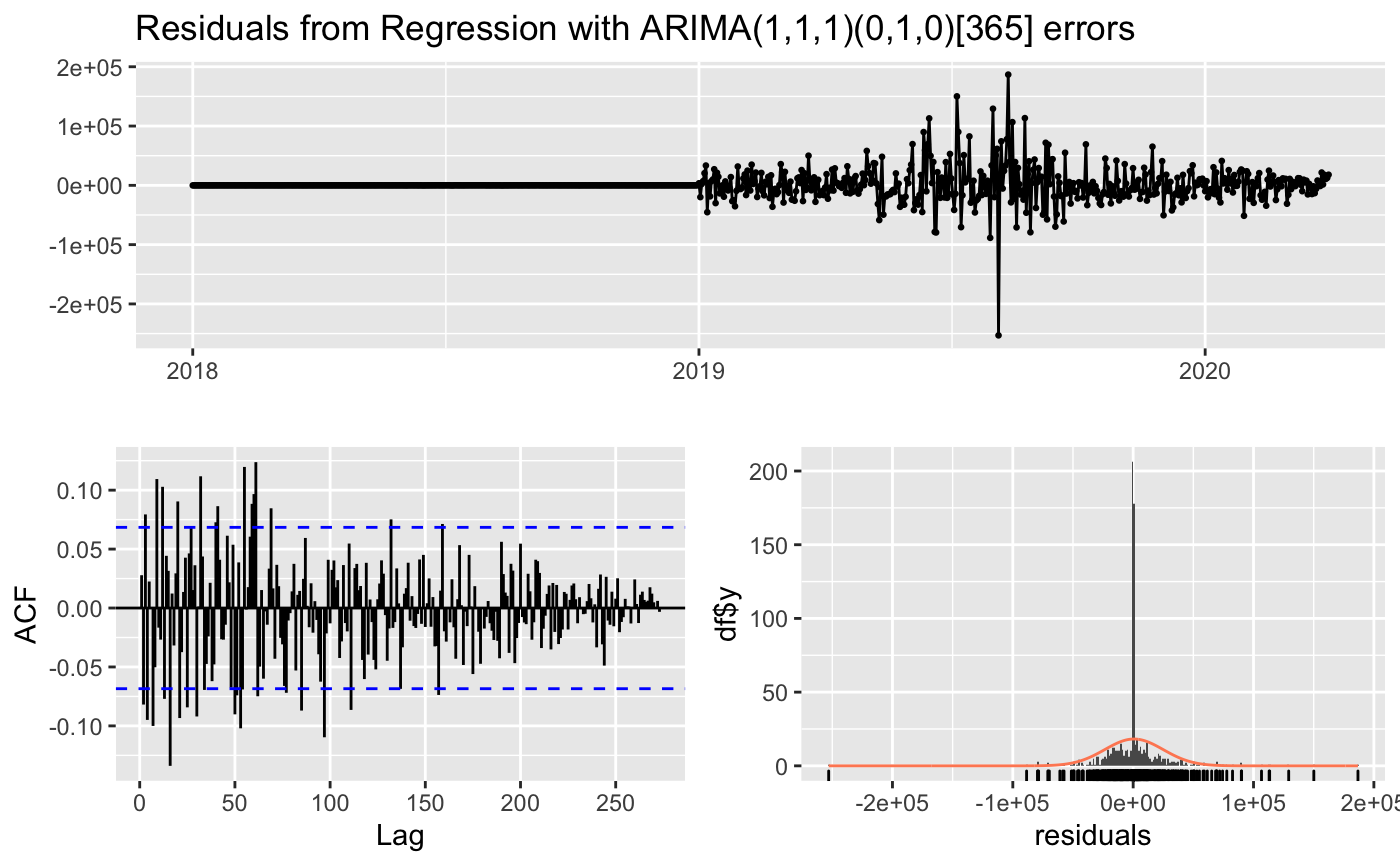 Residuals from Regression with ARIMA(1,1,1)(0,1,0)[365] errors
2e+05
1e+05
0e+00
-1e+05
-2e+05
2018 2019 2020
0.10
0.05
0.00
-0.05
-0.10
ACF
0 50 100 150 200 250
Lag
200
150
100
50
0
df$y
-2e+05 -1e+05 0e+00 1e+05 2e+05
residuals